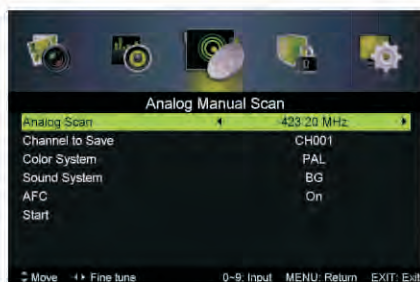 Analog Manual Scan
Analog Scan 423.20 MHz
Channel to Save CH001
Color System PAL
Sound System BG
AFC On
Start
Move Fine tune 0~9: Input MENU: Return EXIT: Exit